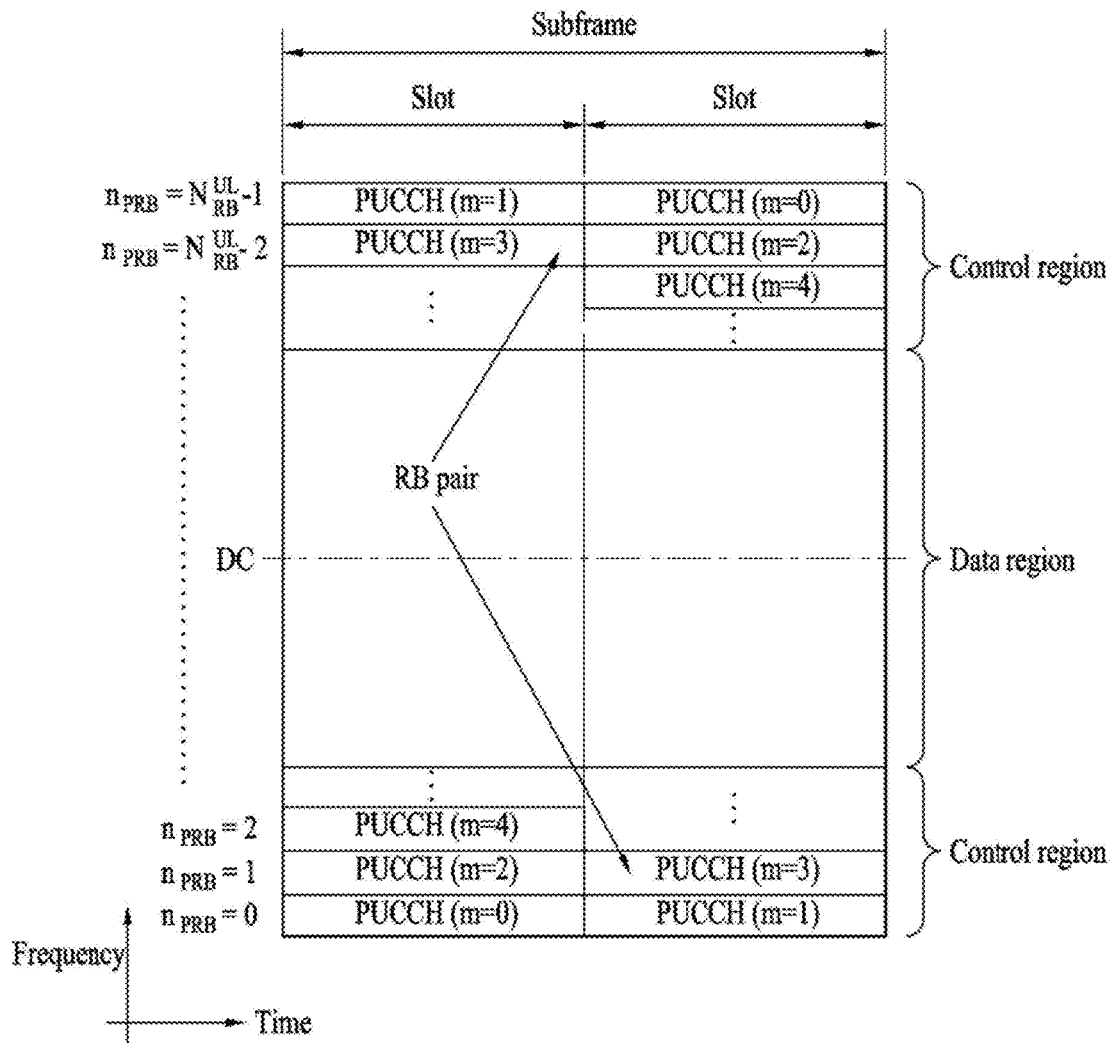 Subframe
Slot Slot
n PRB = N UL RB -1 PUCCH (m=1) PUCCH (m=0)
n PRB = N UL RB - 2 PUCCH (m=3) PUCCH (m=2)
PUCCH (m=4)
Control region
RB pair
DC
Data region
n PRB = 2 PUCCH (m=4)
Control region
n PRB = 1 PUCCH (m=2) PUCCH (m=3)
n PRB = 0 PUCCH (m=0) PUCCH (m=1)
Frequency
Time